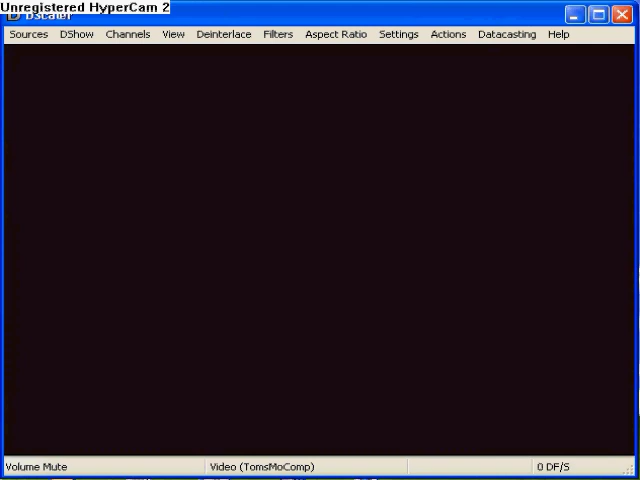 Unregistered HyperCam 2
DScaler
Sources DShow Channels View Deinterlace Filters Aspect Ratio Settings Actions Datacasting Help
Volume Mute Video (TomsMoComp) 0 DF/S